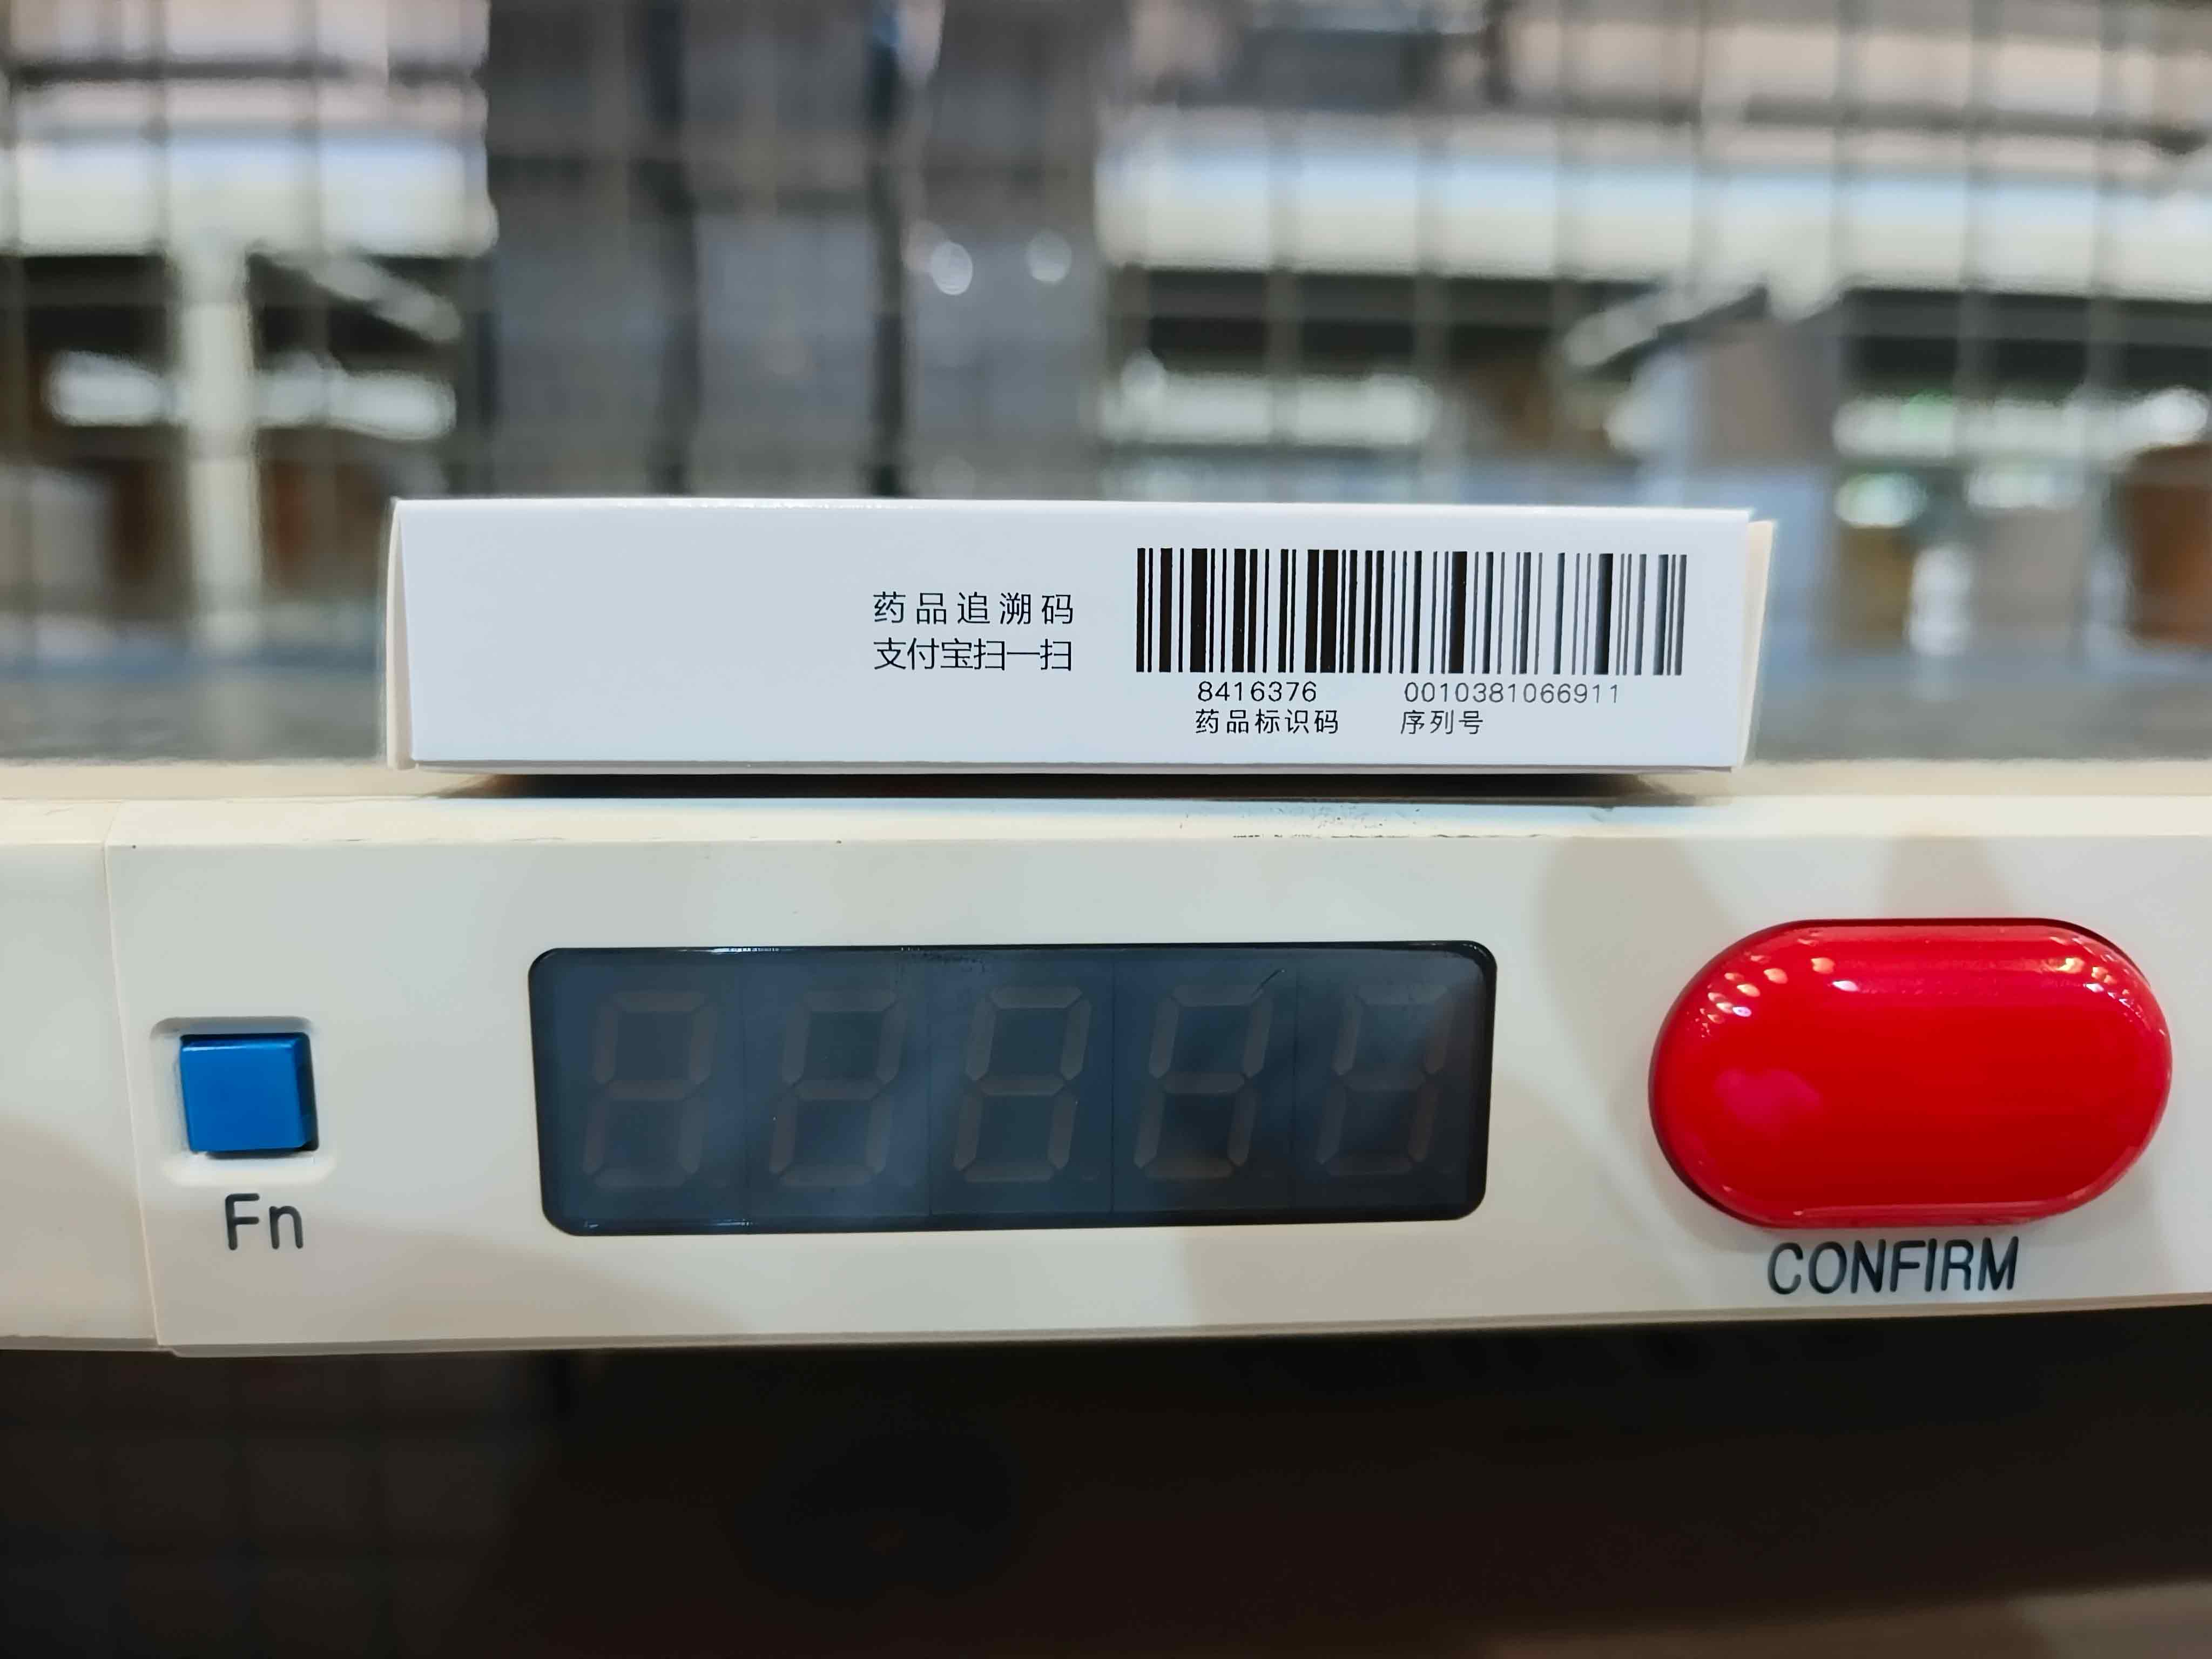 药品追溯码
支付宝扫一扫
8416376 0010381066911
药品标识码 序列号
Fn
CONFIRM